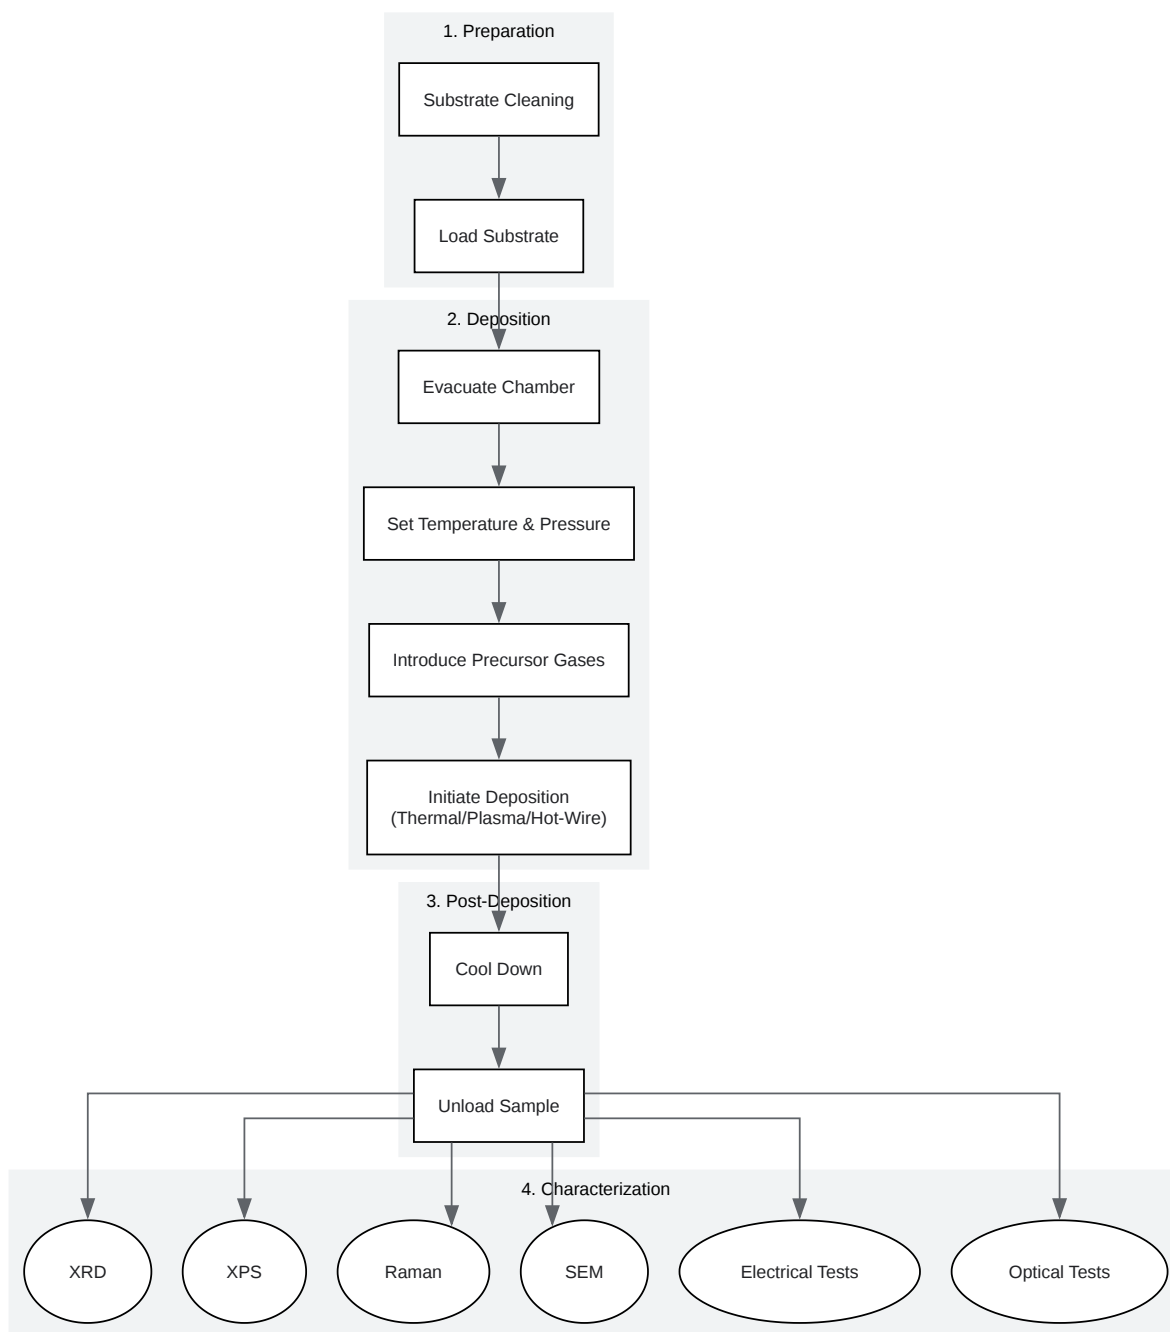 1. Preparation
Substrate Cleaning
Load Substrate
2. Deposition
Evacuate Chamber
Set Temperature & Pressure
Introduce Precursor Gases
Initiate Deposition
(Thermal/Plasma/Hot-Wire)
3. Post-Deposition
Cool Down
Unload Sample
4. Characterization
XRD
XPS
Raman
SEM
Electrical Tests
Optical Tests